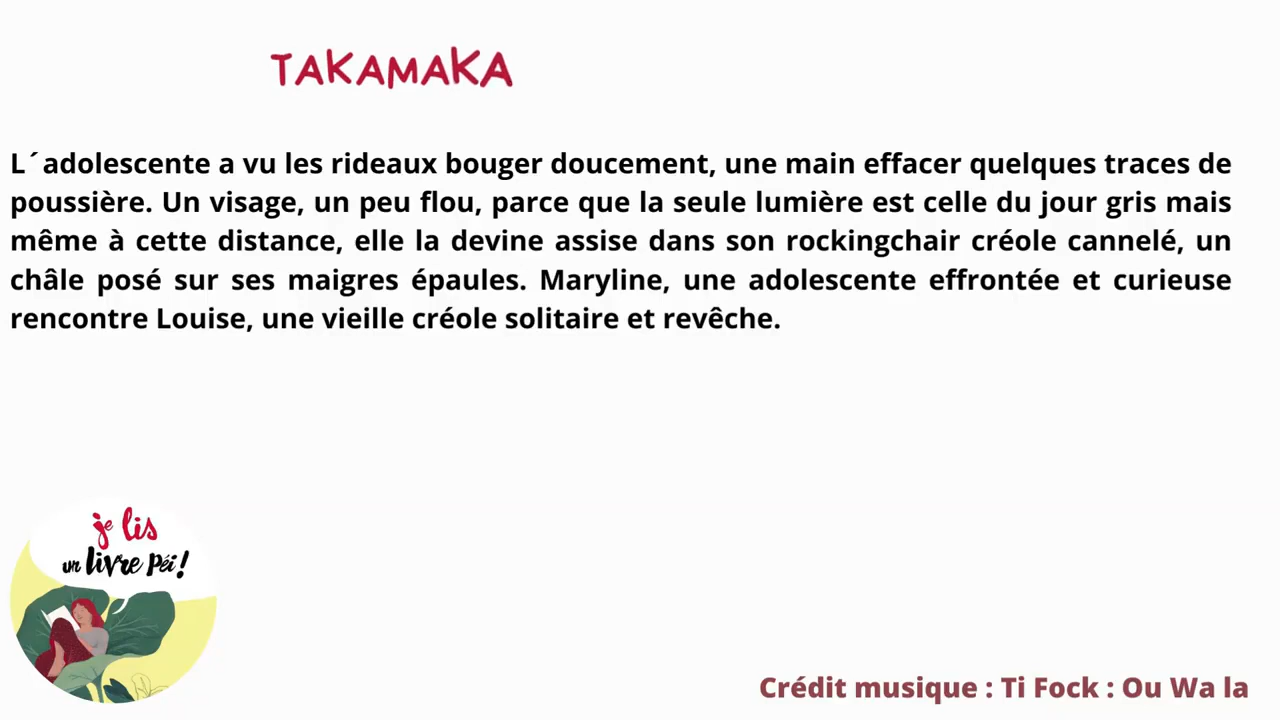 TAKAMAKA
L´adolescente a vu les rideaux bouger doucement, une main effacer quelques traces de
poussière. Un visage, un peu flou, parce que la seule lumière est celle du jour gris mais
même à cette distance, elle la devine assise dans son rockingchair créole cannelé, un
châle posé sur ses maigres épaules. Maryline, une adolescente effrontée et curieuse
rencontre Louise, une vieille créole solitaire et revêche.
je lis
un livre péi!
Crédit musique : Ti Fock : Ou Wa la